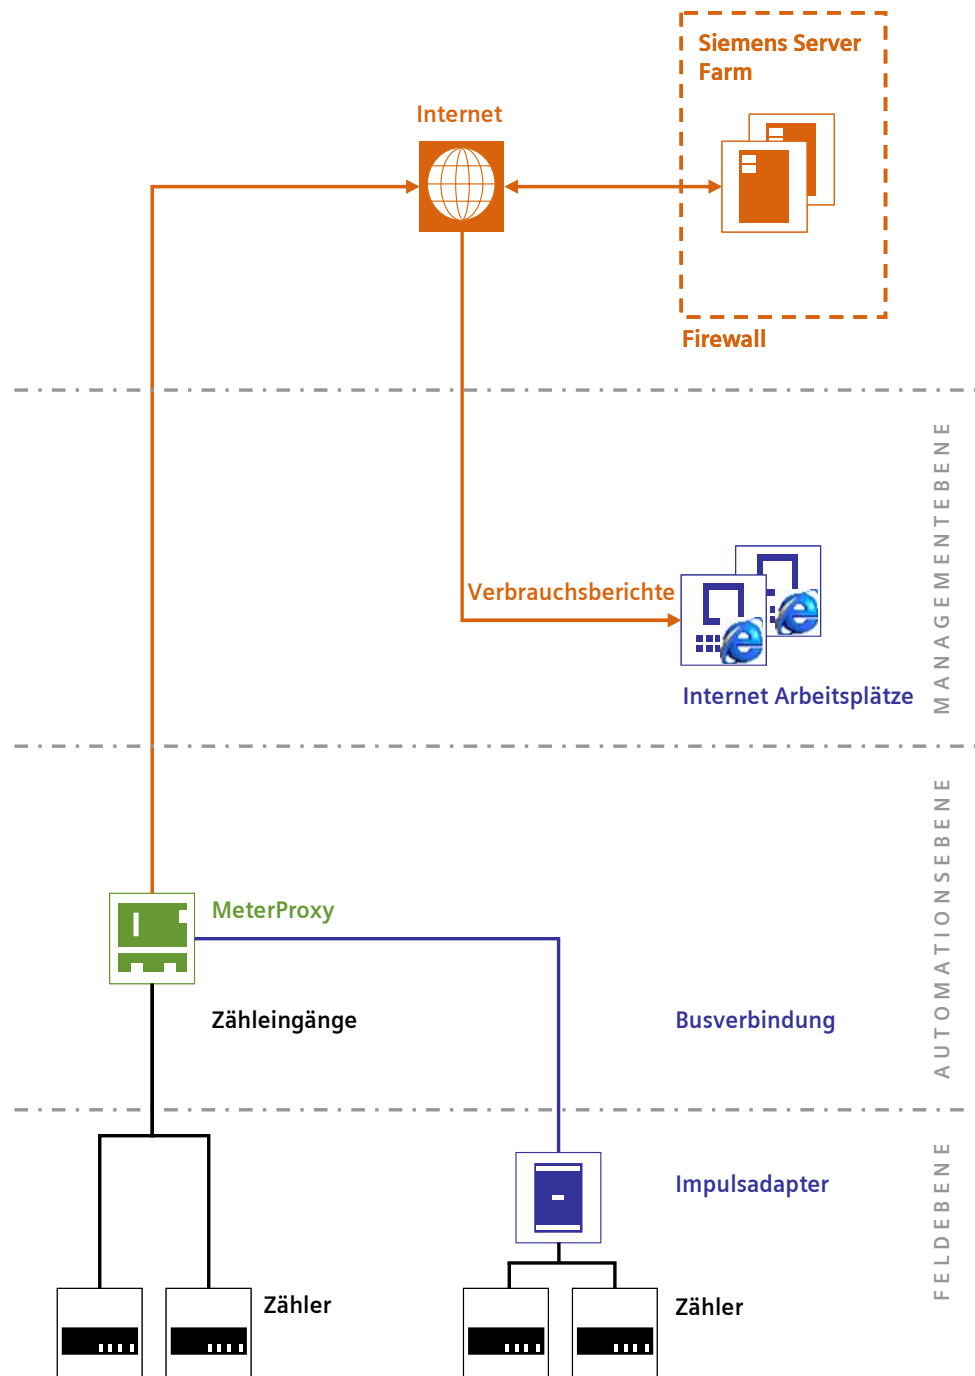 Siemens Server
Farm
Internet
Firewall
MANAGEMENTEBENE
Verbrauchsberichte
Internet Arbeitsplätze
AUTOMATIONSEBENE
MeterProxy
Zähleingänge
Busverbindung
FELDEBENE
Impulsadapter
Zähler
Zähler